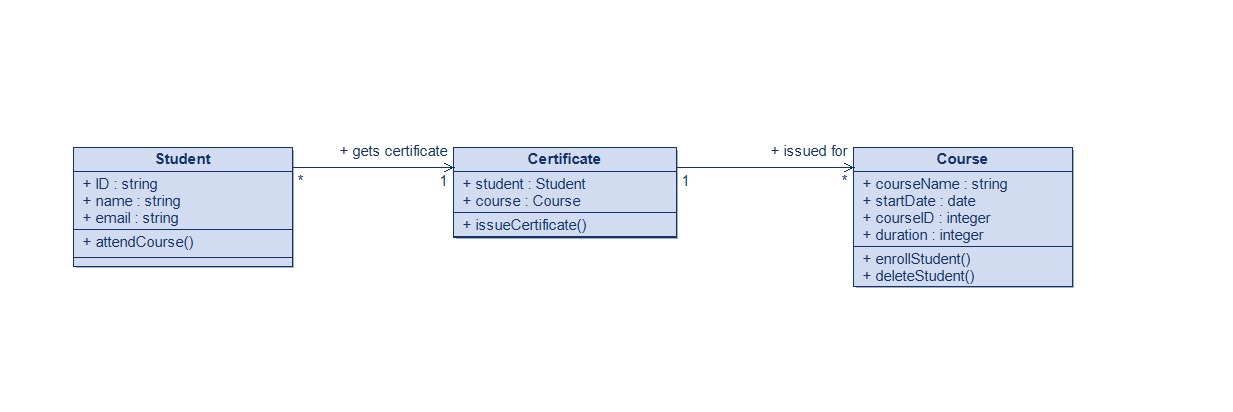 Student
+ ID : string
+ name : string
+ email : string
+ attendCourse()
+ gets certificate
*
1
Certificate
+ student : Student
+ course : Course
+ issueCertificate()
+ issued for
1
*
Course
+ courseName : string
+ startDate : date
+ courseID : integer
+ duration : integer
+ enrollStudent()
+ deleteStudent()